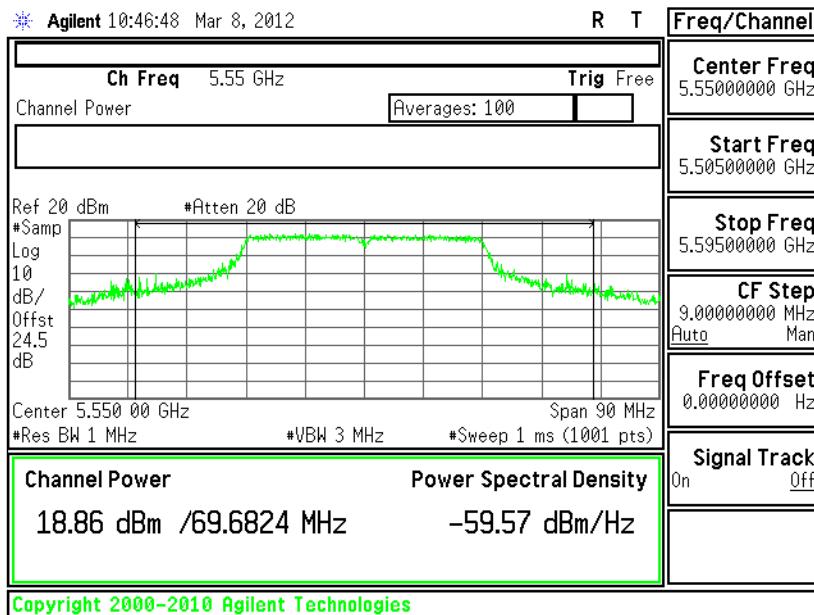 Agilent 10:46:48 Mar 8, 2012 R T
Ch Freq 5.55 GHz Trig Free
Channel Power Averages: 100
Ref 20 dBm #Atten 20 dB
#Samp
Log
10
dB/
Offst
24.5
dB
Center 5.550 00 GHz Span 90 MHz
#Res BW 1 MHz #VBW 3 MHz #Sweep 1 ms (1001 pts)
Channel Power Power Spectral Density
18.86 dBm /69.6824 MHz -59.57 dBm/Hz
Copyright 2000-2010 Agilent Technologies
Freq/Channel
Center Freq
5.55000000 GHz
Start Freq
5.50500000 GHz
Stop Freq
5.59500000 GHz
CF Step
9.00000000 MHz
Auto Man
Freq Offset
0.00000000 Hz
Signal Track
On Off